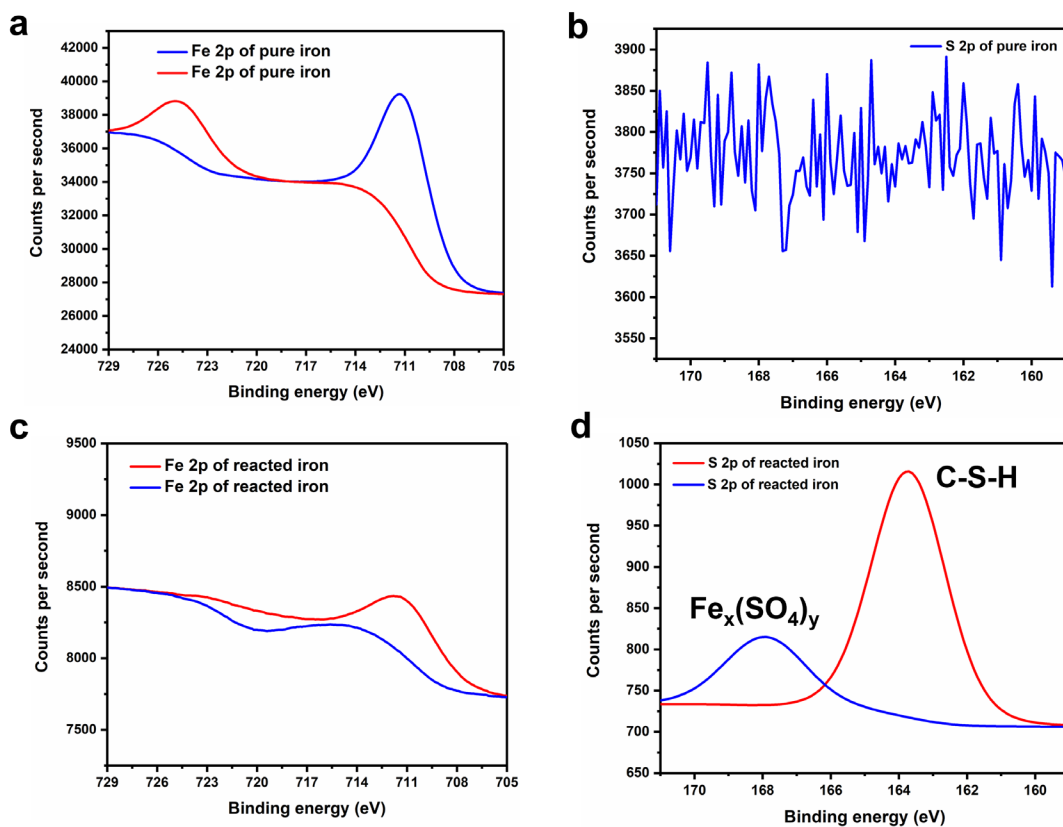 a
Fe 2p of pure iron
Fe 2p of pure iron
42000
40000
38000
36000
34000
32000
30000
28000
26000
24000
Counts per second
729 726 723 720 717 714 711 708 705
Binding energy (eV)
b
S 2p of pure iron
3900
3850
3800
3750
3700
3650
3600
3550
Counts per second
170 168 166 164 162 160
Binding energy (eV)
c
Fe 2p of reacted iron
Fe 2p of reacted iron
9500
9000
8500
8000
7500
Counts per second
729 726 723 720 717 714 711 708 705
Binding energy (eV)
d
S 2p of reacted iron
S 2p of reacted iron
C-S-H
Feₓ(SO₄)ᵧ
1050
1000
950
900
850
800
750
700
650
Counts per second
170 168 166 164 162 160
Binding energy (eV)